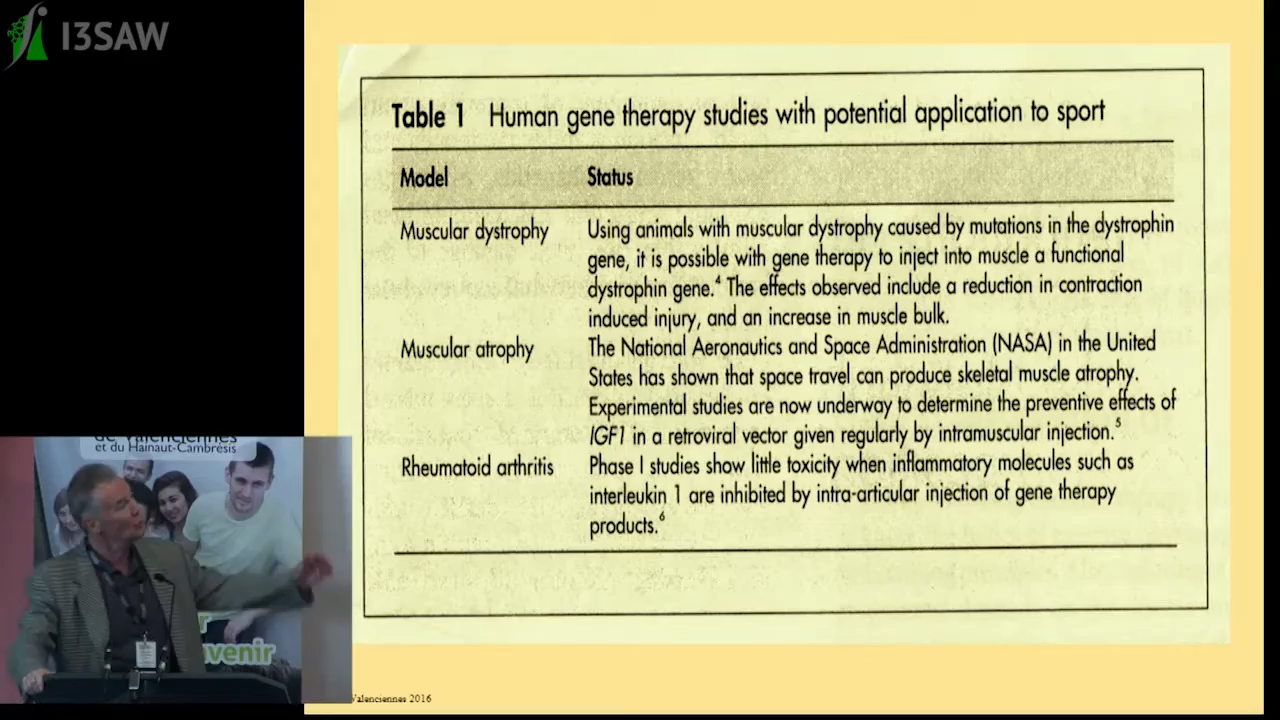 I3SAW
Table 1 Human gene therapy studies with potential application to sport
Model Status
Muscular dystrophy Using animals with muscular dystrophy caused by mutations in the dystrophin
gene, it is possible with gene therapy to inject into muscle a functional
dystrophin gene.4 The effects observed include a reduction in contraction
induced injury, and an increase in muscle bulk.
Muscular atrophy The National Aeronautics and Space Administration (NASA) in the United
States has shown that space travel can produce skeletal muscle atrophy.
Experimental studies are now underway to determine the preventive effects of
IGF1 in a retroviral vector given regularly by intramuscular injection.5
Rheumatoid arthritis Phase I studies show little toxicity when inflammatory molecules such as
interleukin 1 are inhibited by intra-articular injection of gene therapy
products.6
de Valenciennes
et du Hainaut-Cambrésis
venir
Valenciennes 2016